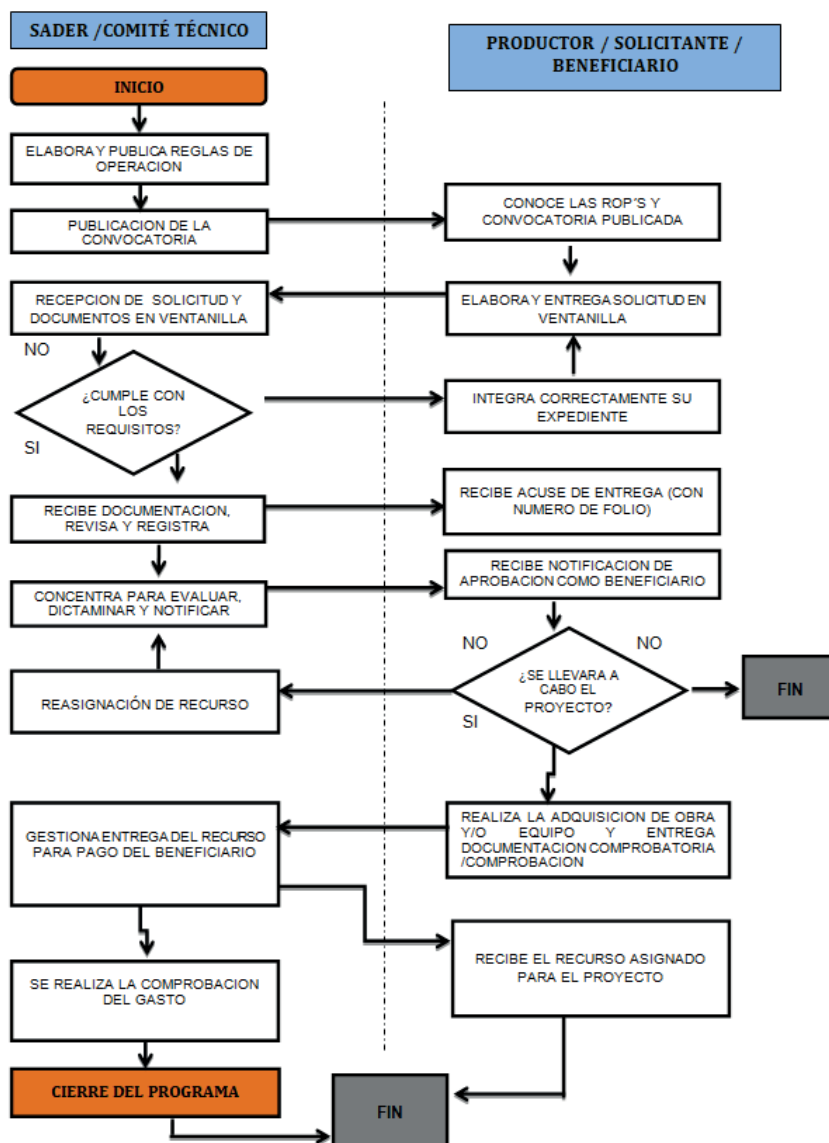 SADER /COMITÉ TÉCNICO
PRODUCTOR / SOLICITANTE /
BENEFICIARIO
INICIO
ELABORA Y PUBLICA REGLAS DE
OPERACION
PUBLICACION DE LA
CONVOCATORIA
CONOCE LAS ROP´S Y
CONVOCATORIA PUBLICADA
RECEPCION DE SOLICITUD Y
DOCUMENTOS EN VENTANILLA
ELABORA Y ENTREGA SOLICITUD EN
VENTANILLA
NO
¿CUMPLE CON
LOS
REQUISITOS?
SI
INTEGRA CORRECTAMENTE SU
EXPEDIENTE
RECIBE DOCUMENTACION,
REVISA Y REGISTRA
RECIBE ACUSE DE ENTREGA (CON
NUMERO DE FOLIO)
CONCENTRA PARA EVALUAR,
DICTAMINAR Y NOTIFICAR
RECIBE NOTIFICACION DE
APROBACION COMO BENEFICIARIO
NO
NO
¿SE LLEVARA A
CABO EL
PROYECTO?
SI
FIN
REASIGNACIÓN DE RECURSO
REALIZA LA ADQUISICION DE OBRA
Y/O EQUIPO Y ENTREGA
DOCUMENTACION COMPROBATORIA
/COMPROBACION
GESTIONA ENTREGA DEL RECURSO
PARA PAGO DEL BENEFICIARIO
RECIBE EL RECURSO ASIGNADO
PARA EL PROYECTO
SE REALIZA LA COMPROBACION
DEL GASTO
CIERRE DEL PROGRAMA
FIN